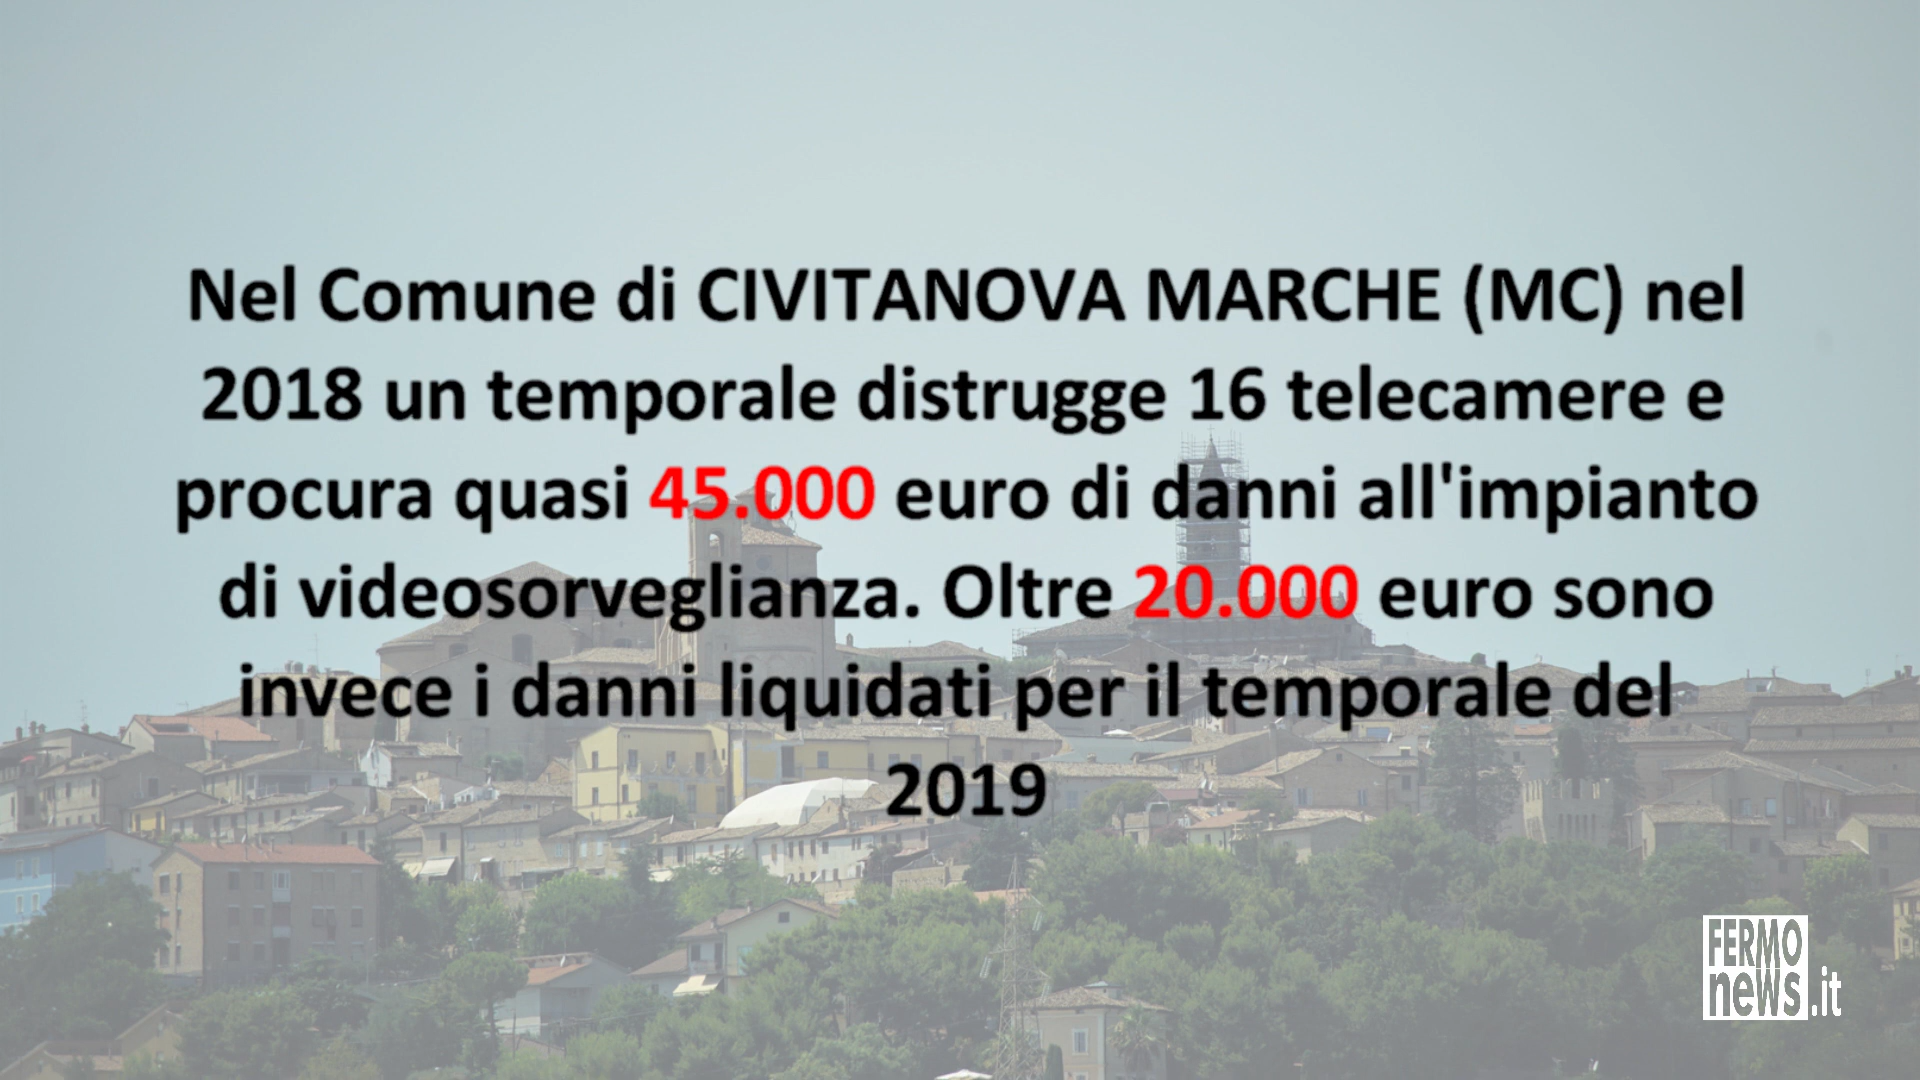 Nel Comune di CIVITANOVA MARCHE (MC) nel
2018 un temporale distrugge 16 telecamere e
procura quasi 45.000 euro di danni all'impianto
di videosorveglianza. Oltre 20.000 euro sono
invece i danni liquidati per il temporale del
2019
FERMO
news.it